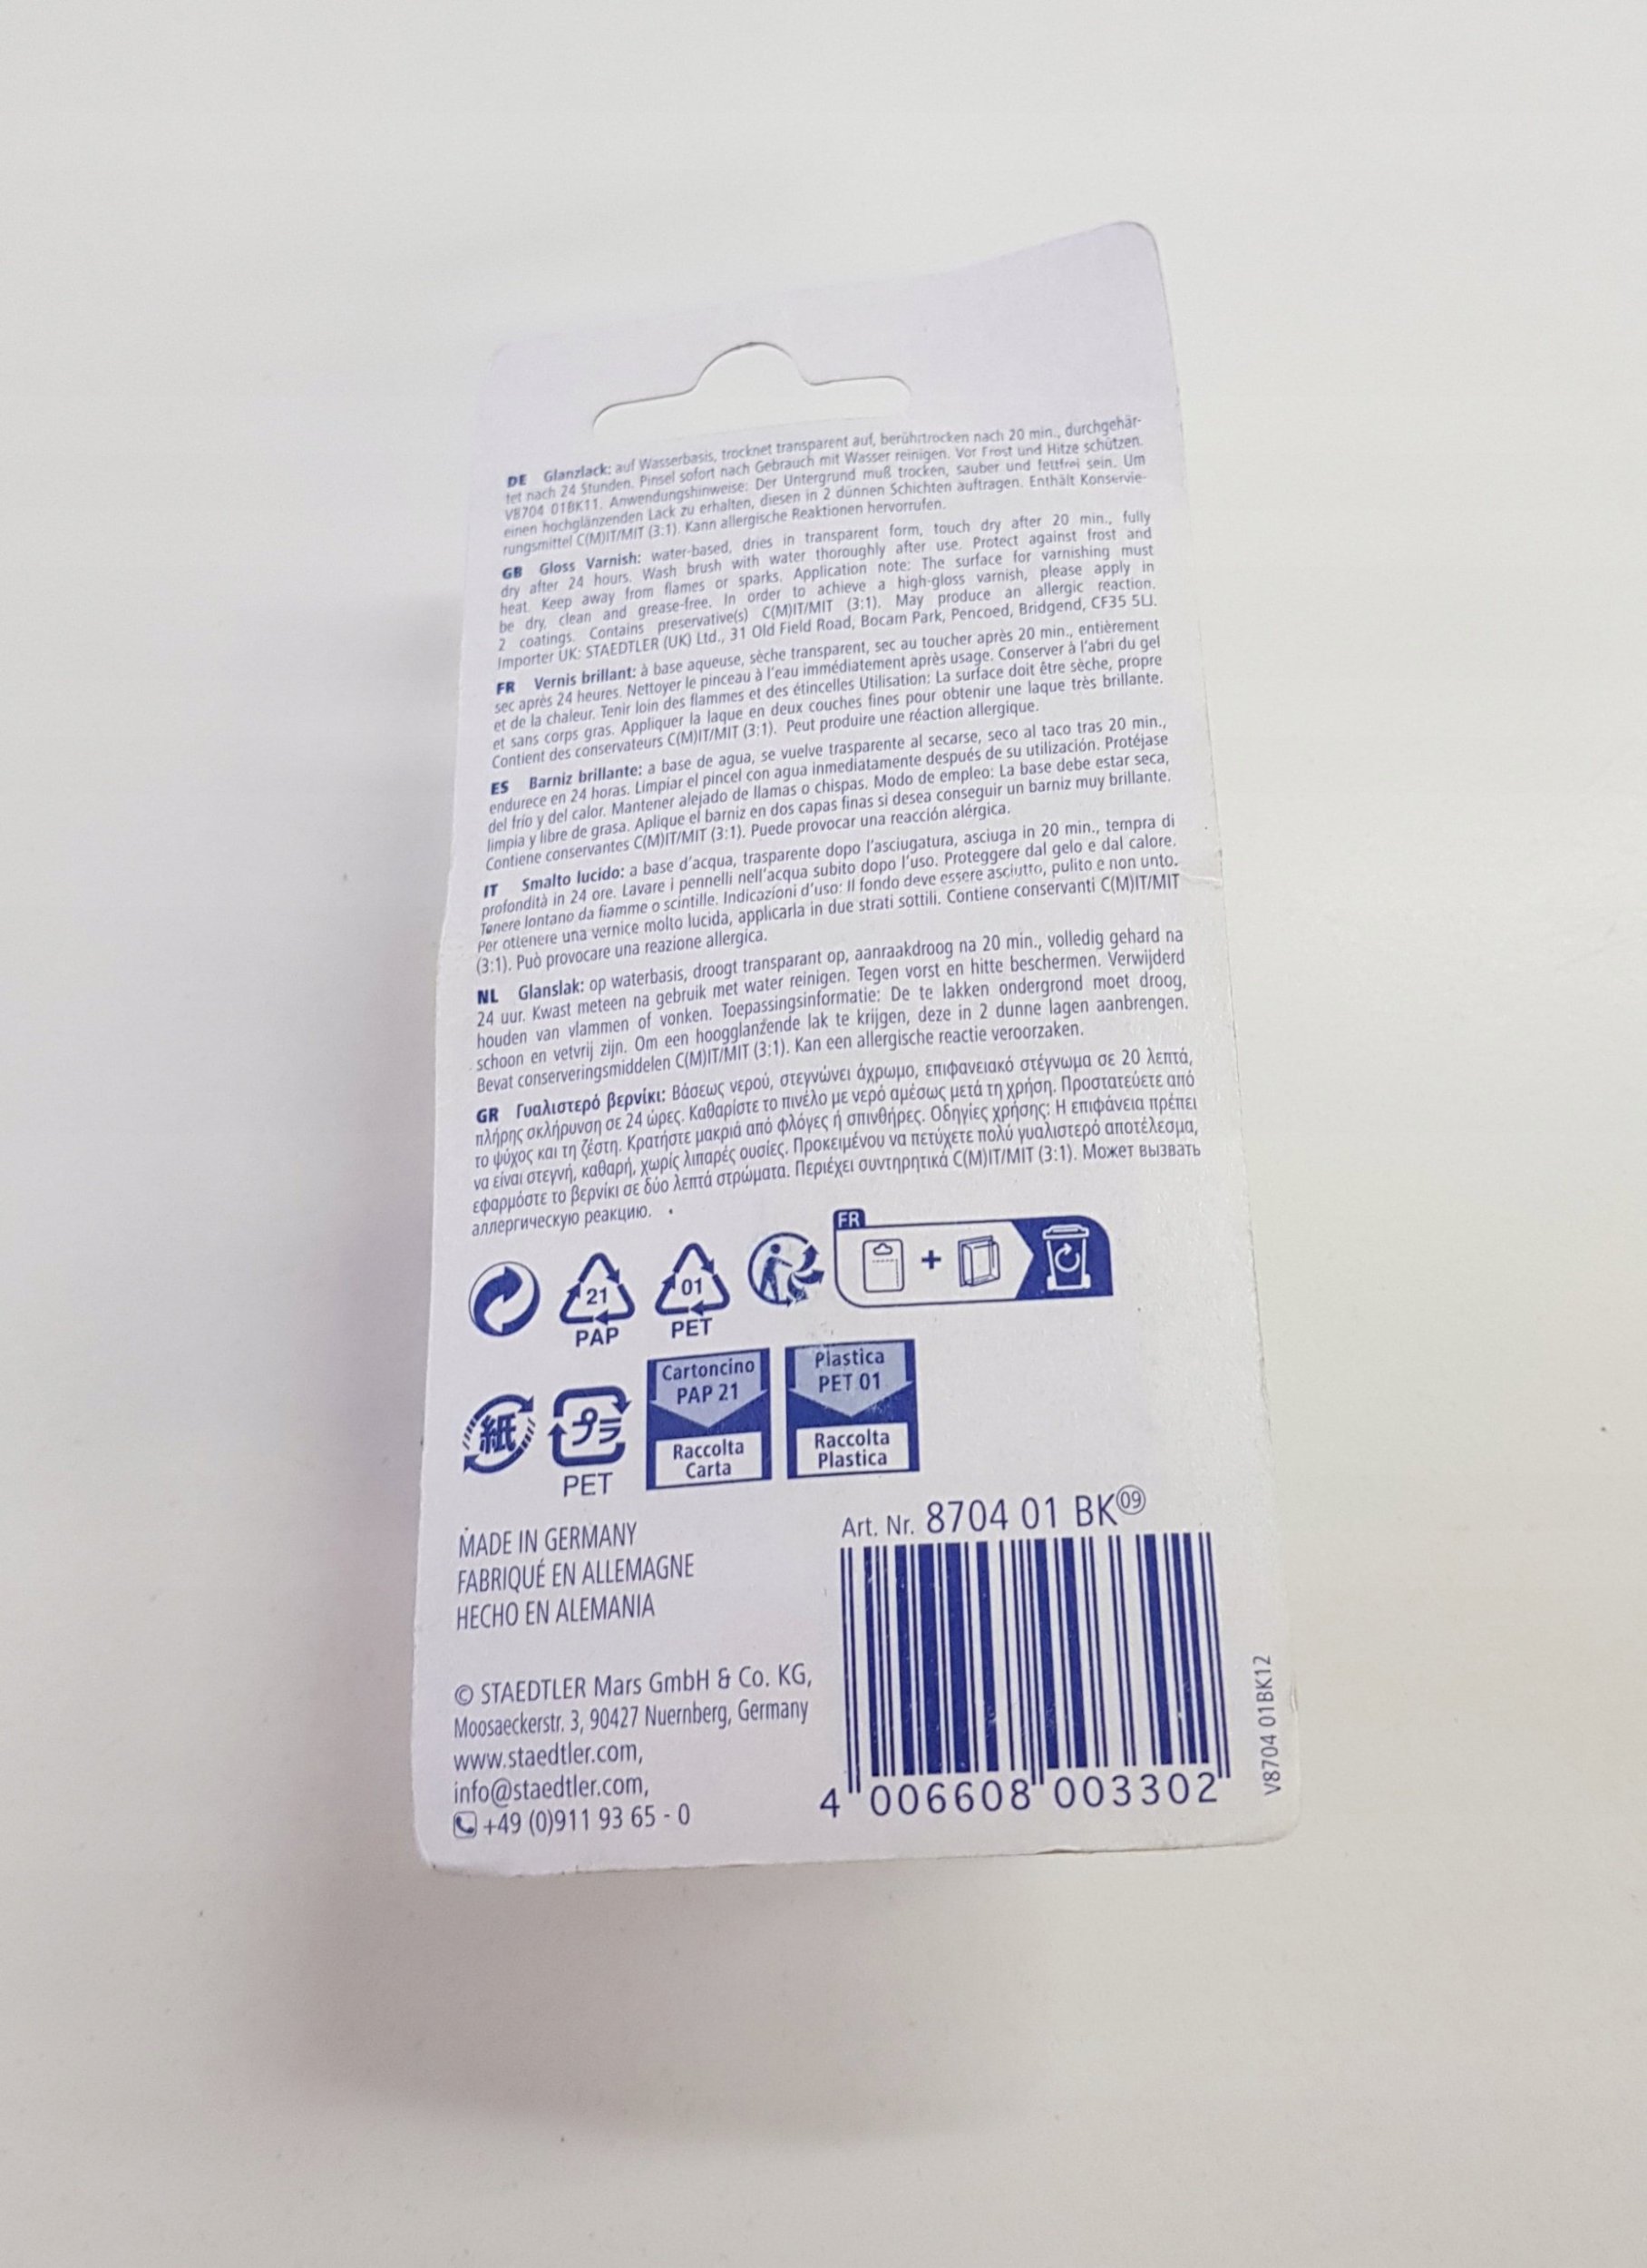 DE Glanzlack: auf Wasserbasis, trocknet transparent auf, berührtrocken nach 20 min., durchgehär-
tet nach 24 Stunden. Pinsel sofort nach Gebrauch mit Wasser reinigen. Vor Frost und Hitze schützen.
V8704 01BK11. Anwendungshinweise: Der Untergrund muß trocken, sauber und fettfrei sein. Um
einen hochglänzenden Lack zu erhalten, diesen in 2 dünnen Schichten auftragen. Enthält Konservie-
rungsmittel C(M)IT/MIT (3:1). Kann allergische Reaktionen hervorrufen.
GB Gloss Varnish: water-based, dries in transparent form, touch dry after 20 min., fully
dry after 24 hours. Wash brush with water thoroughly after use. Protect against frost and
heat. Keep away from flames or sparks. Application note: The surface for varnishing must
be dry, clean and grease-free. In order to achieve a high-gloss varnish, please apply in
2 coatings. Contains preservative(s) C(M)IT/MIT (3:1). May produce an allergic reaction.
Importer UK: STAEDTLER (UK) Ltd., 31 Old Field Road, Bocam Park, Pencoed, Bridgend, CF35 5LJ.
FR Vernis brillant: à base aqueuse, sèche transparent, sec au toucher après 20 min., entièrement
sec après 24 heures. Nettoyer le pinceau à l'eau immédiatement après usage. Conserver à l'abri du gel
et de la chaleur. Tenir loin des flammes et des étincelles Utilisation: La surface doit être sèche, propre
et sans corps gras. Appliquer la laque en deux couches fines pour obtenir une laque très brillante.
Contient des conservateurs C(M)IT/MIT (3:1). Peut produire une réaction allergique.
ES Barniz brillante: a base de agua, se vuelve trasparente al secarse, seco al taco tras 20 min.,
endurece en 24 horas. Limpiar el pincel con agua inmediatamente después de su utilización. Protéjase
del frío y del calor. Mantener alejado de llamas o chispas. Modo de empleo: La base debe estar seca,
limpia y libre de grasa. Aplique el barniz en dos capas finas si desea conseguir un barniz muy brillante.
Contiene conservantes C(M)IT/MIT (3:1). Puede provocar una reacción alérgica.
IT Smalto lucido: a base d'acqua, trasparente dopo l'asciugatura, asciuga in 20 min., tempra di
profondità in 24 ore. Lavare i pennelli nell'acqua subito dopo l'uso. Proteggere dal gelo e dal calore.
Tenere lontano da fiamme o scintille. Indicazioni d'uso: Il fondo deve essere asciutto, pulito e non unto.
Per ottenere una vernice molto lucida, applicarla in due strati sottili. Contiene conservanti C(M)IT/MIT
(3:1). Può provocare una reazione allergica.
NL Glanslak: op waterbasis, droogt transparant op, aanraakdroog na 20 min., volledig gehard na
24 uur. Kwast meteen na gebruik met water reinigen. Tegen vorst en hitte beschermen. Verwijderd
houden van vlammen of vonken. Toepassingsinformatie: De te lakken ondergrond moet droog,
schoon en vetvrij zijn. Om een hoogglanzende lak te krijgen, deze in 2 dunne lagen aanbrengen.
Bevat conserveringsmiddelen C(M)IT/MIT (3:1). Kan een allergische reactie veroorzaken.
GR Γυαλιστερό βερνίκι: Βάσεως νερού, στεγνώνει άχρωμο, επιφανειακό στέγνωμα σε 20 λεπτά,
πλήρης σκλήρυνση σε 24 ώρες. Καθαρίστε το πινέλο με νερό αμέσως μετά τη χρήση. Προστατεύετε από
το ψύχος και τη ζέστη. Κρατήστε μακριά από φλόγες ή σπινθήρες. Οδηγίες χρήσης: Η επιφάνεια πρέπει
να είναι στεγνή, καθαρή, χωρίς λιπαρές ουσίες. Προκειμένου να πετύχετε πολύ γυαλιστερό αποτέλεσμα,
εφαρμόστε το βερνίκι σε δύο λεπτά στρώματα. Περιέχει συντηρητικά C(M)IT/MIT (3:1). Может вызвать
аллергическую реакцию.
FR
21
PAP
01
PET
紙
プラ
PET
Cartoncino
PAP 21
Raccolta
Carta
Plastica
PET 01
Raccolta
Plastica
MADE IN GERMANY
FABRIQUÉ EN ALLEMAGNE
HECHO EN ALEMANIA
Art. Nr. 8704 01 BK 09
© STAEDTLER Mars GmbH & Co. KG,
Moosaeckerstr. 3, 90427 Nuernberg, Germany
www.staedtler.com,
info@staedtler.com,
+49 (0)911 93 65 - 0
4 006608 003302
V8704 01BK12